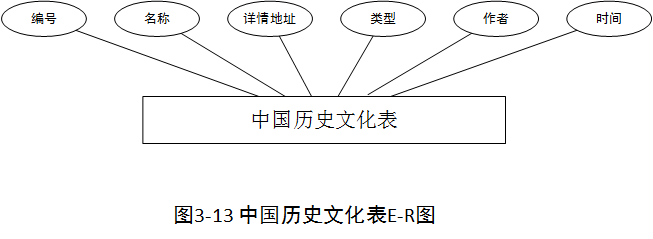 编号 名称 详情地址 类型 作者 时间
中国历史文化表
图3-13 中国历史文化表E-R图